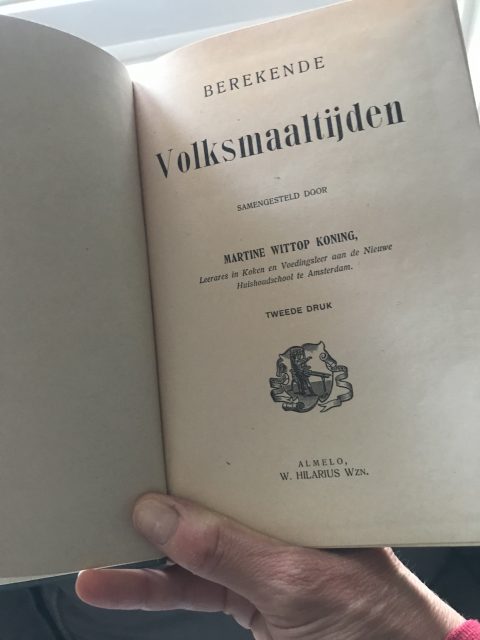 BEREKENDE
Volksmaaltijden
SAMENGESTELD DOOR
MARTINE WITTOP KONING,
Leerares in Koken en Voedingsleer aan de Nieuwe
Huishoudschool te Amsterdam.
TWEEDE DRUK
ALMELO,
W. HILARIUS WZN.